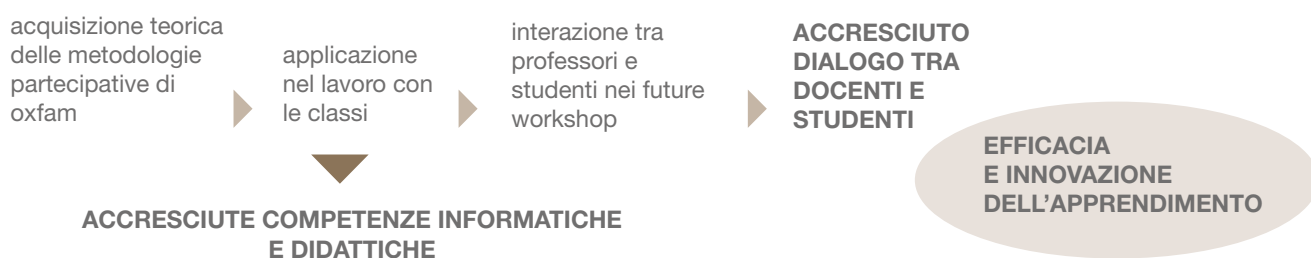 acquisizione teorica
delle metodologie
partecipative di
oxfam
applicazione
nel lavoro con
le classi
interazione tra
professori e
studenti nei future
workshop
ACCRESCIUTO
DIALOGO TRA
DOCENTI E
STUDENTI
EFFICACIA
E INNOVAZIONE
DELL’APPRENDIMENTO
ACCRESCIUTE COMPETENZE INFORMATICHE
E DIDATTICHE